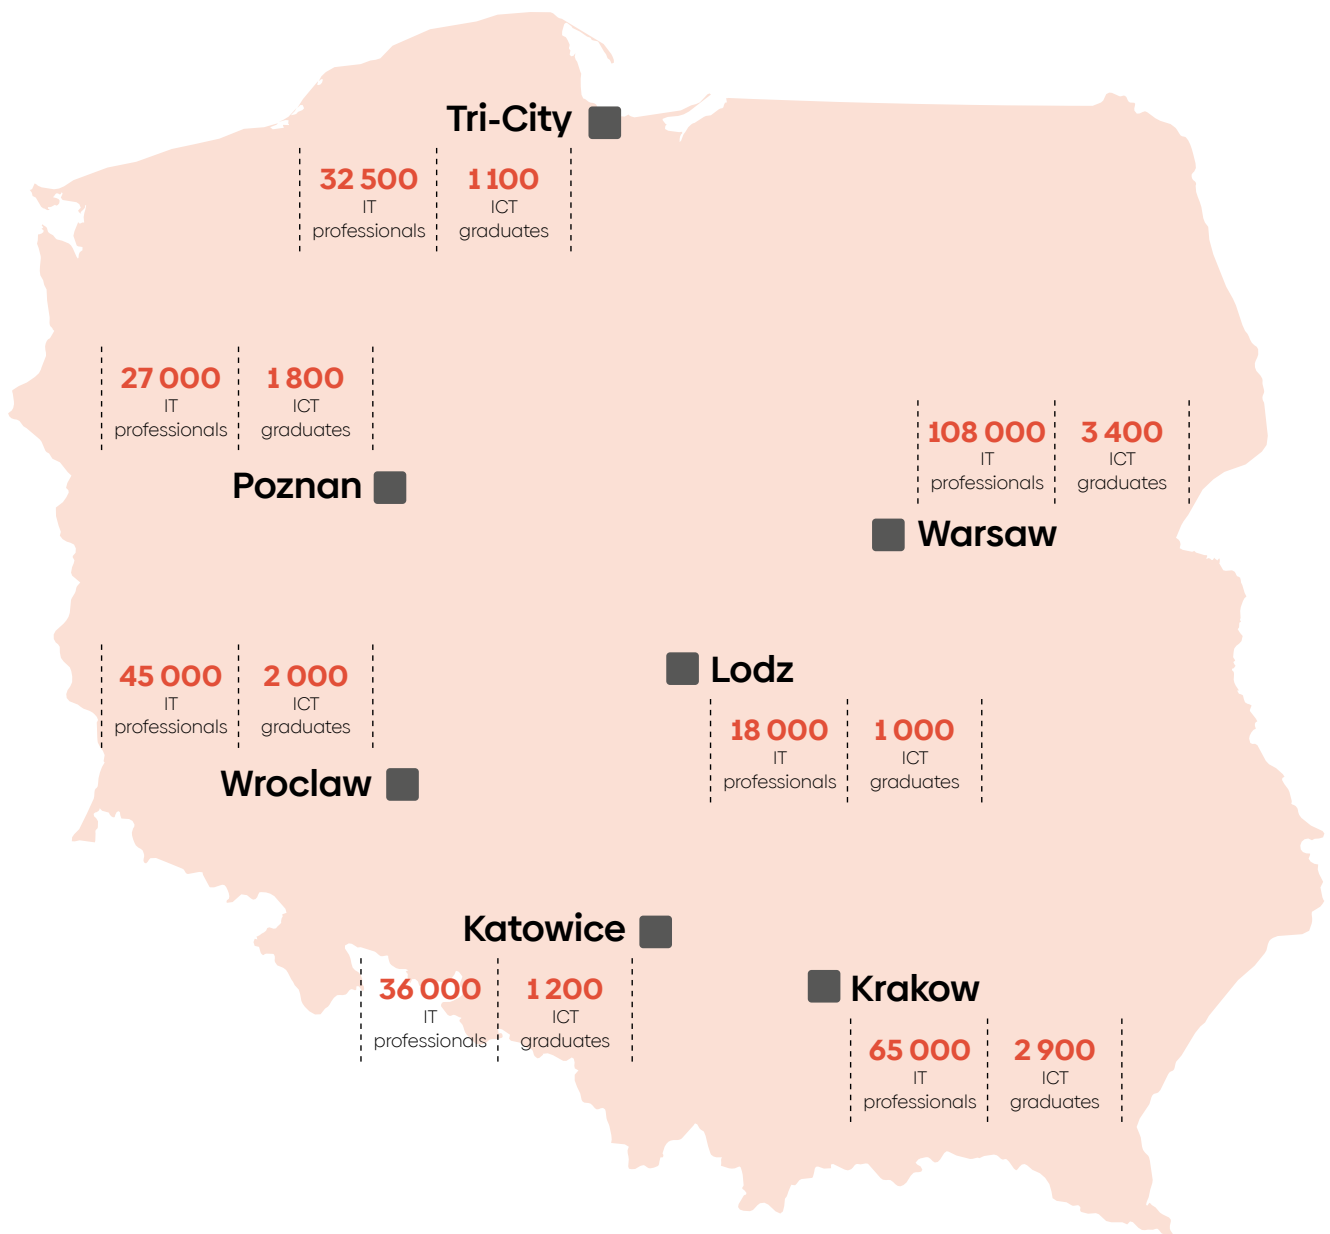 Tri-City
32 500
IT
professionals
1 100
ICT
graduates
27 000
IT
professionals
1 800
ICT
graduates
Poznan
108 000
IT
professionals
3 400
ICT
graduates
Warsaw
45 000
IT
professionals
2 000
ICT
graduates
Wroclaw
Lodz
18 000
IT
professionals
1 000
ICT
graduates
Katowice
36 000
IT
professionals
1 200
ICT
graduates
Krakow
65 000
IT
professionals
2 900
ICT
graduates